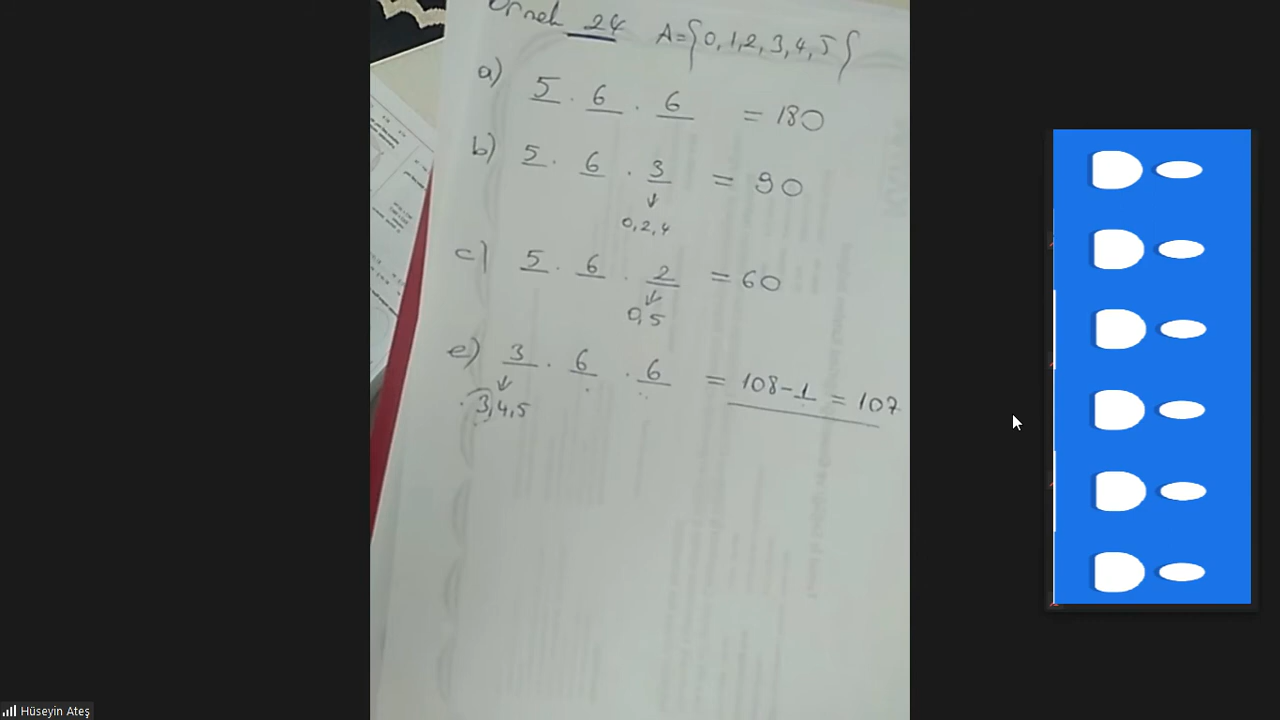 Örnek 24 A={0,1,2,3,4,5}
a) 5 . 6 . 6 = 180
b) 5 . 6 . 3 = 90
0,2,4
c) 5 . 6 . 2 = 60
0,5
e) 3 . 6 . 6 = 108-1 = 107
3,4,5
Hüseyin Ateş